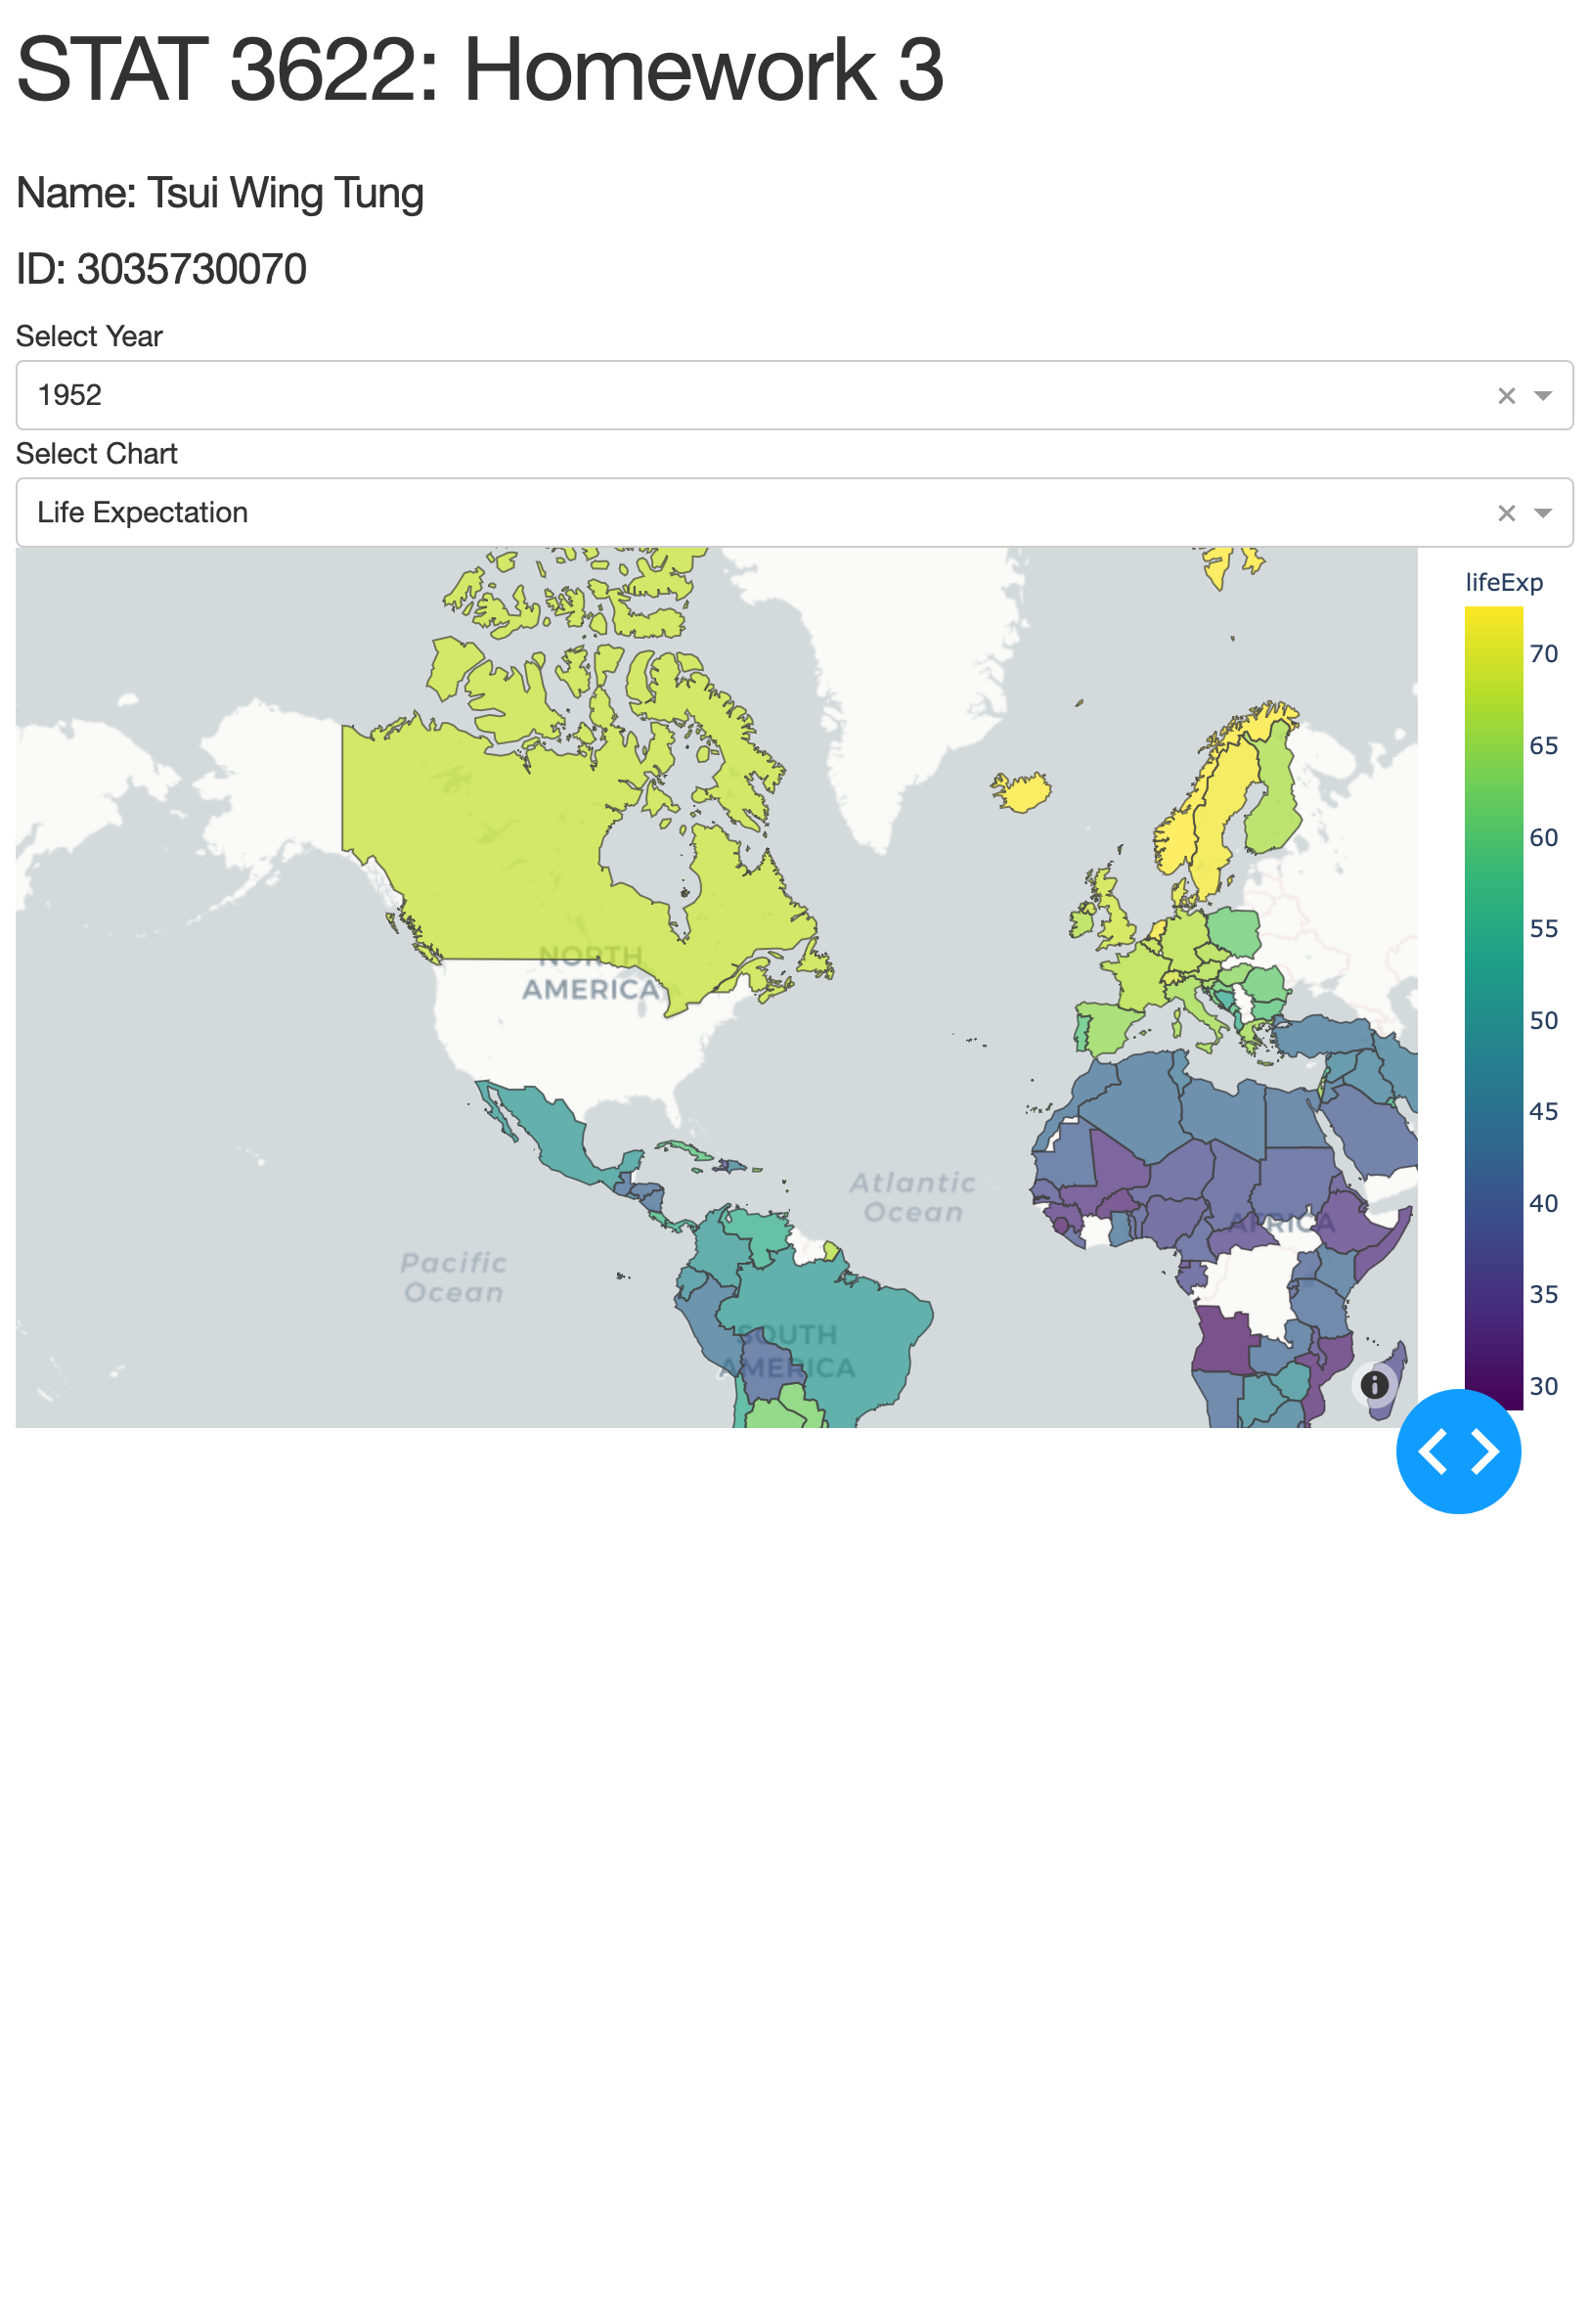 STAT 3622: Homework 3
Name: Tsui Wing Tung
ID: 3035730070
Select Year
1952
Select Chart
Life Expectation
lifeExp
70
65
60
55
50
45
40
35
30
NORTH
AMERICA
Atlantic
Ocean
AFRICA
Pacific
Ocean
SOUTH
AMERICA